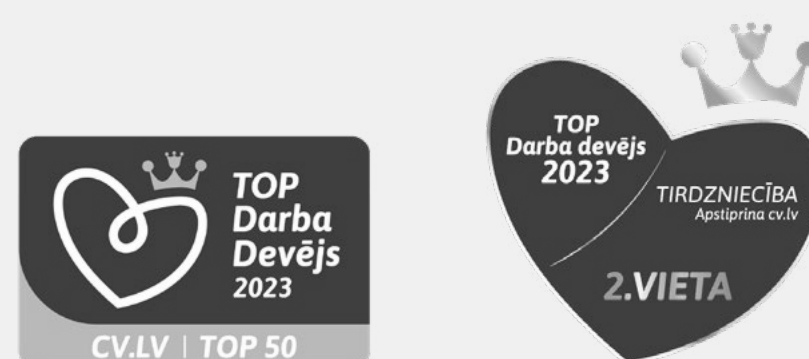 TOP
Darba
Devējs
2023
CV.LV | TOP 50
TOP
Darba devējs
2023
TIRDZNIECĪBA
Apstiprina cv.lv
2.VIETA